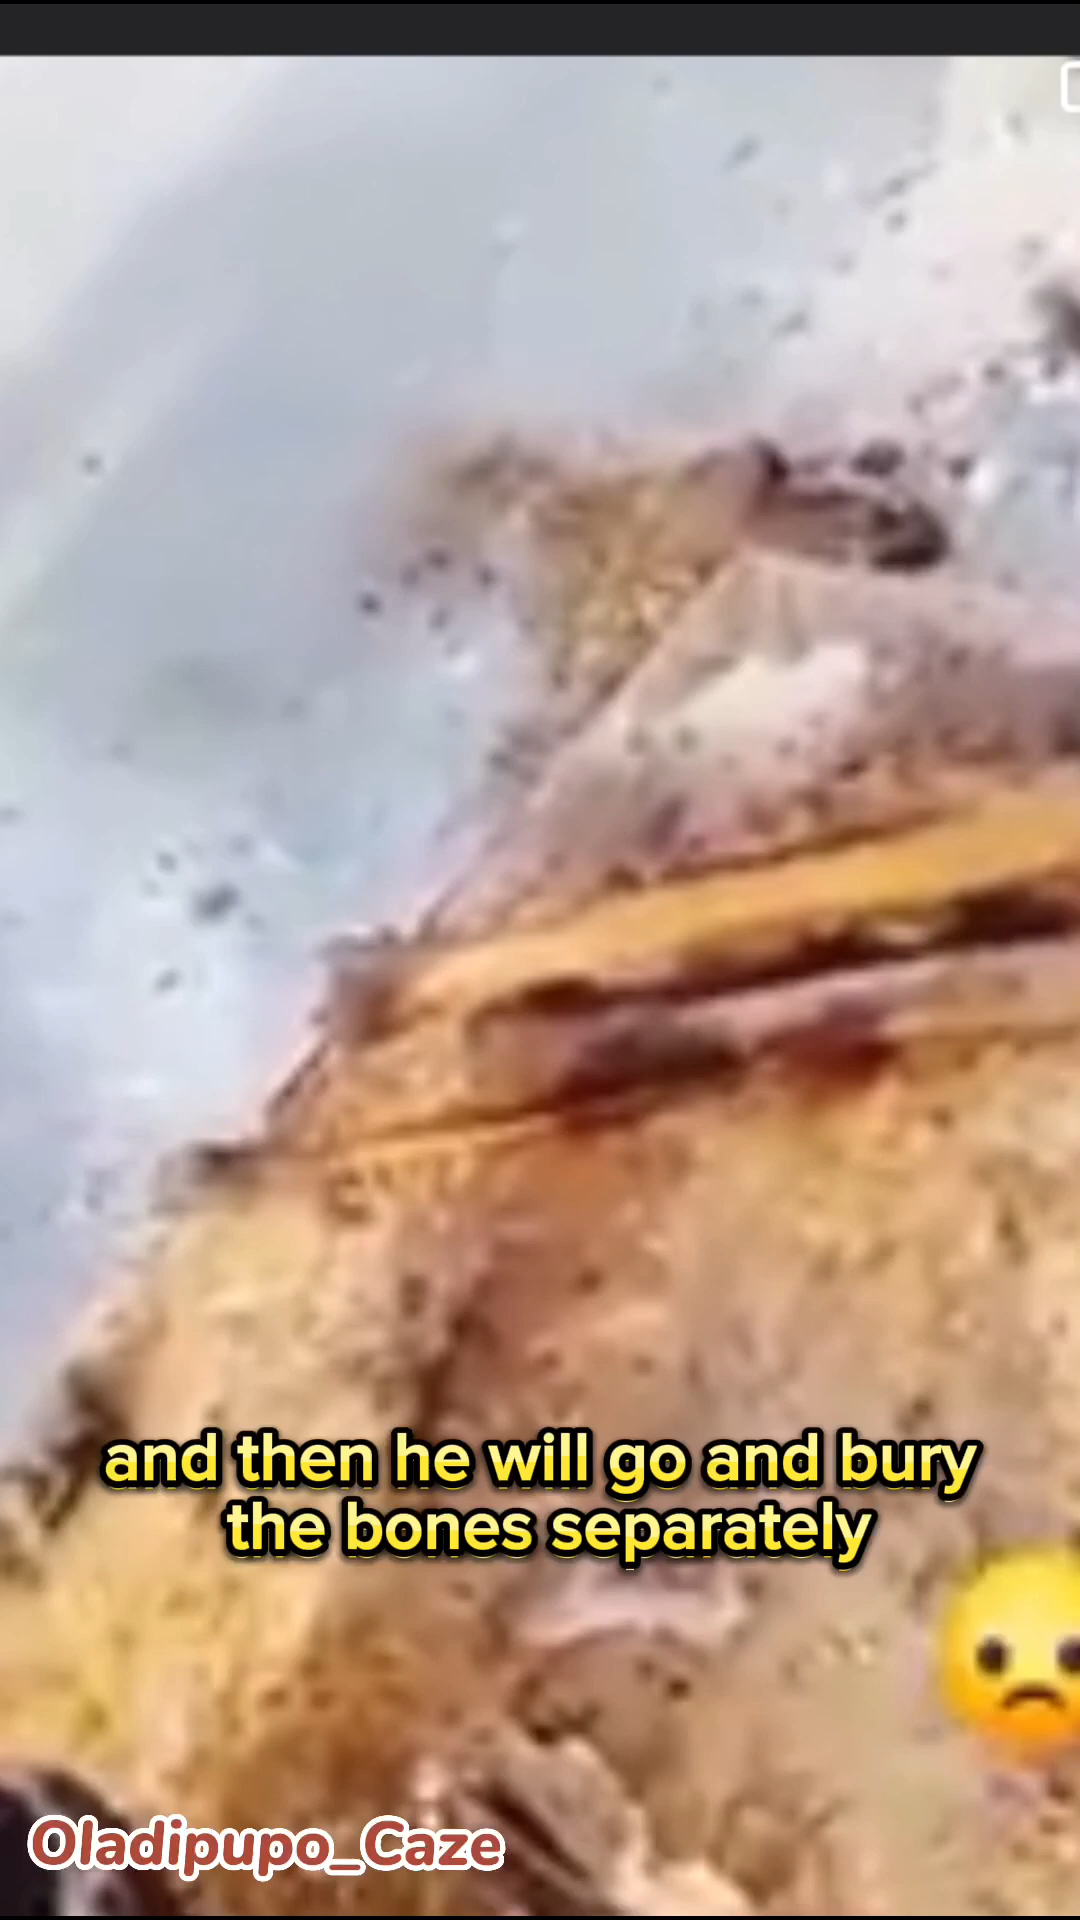 and then he will go and bury
the bones separately
Oladipupo_Caze